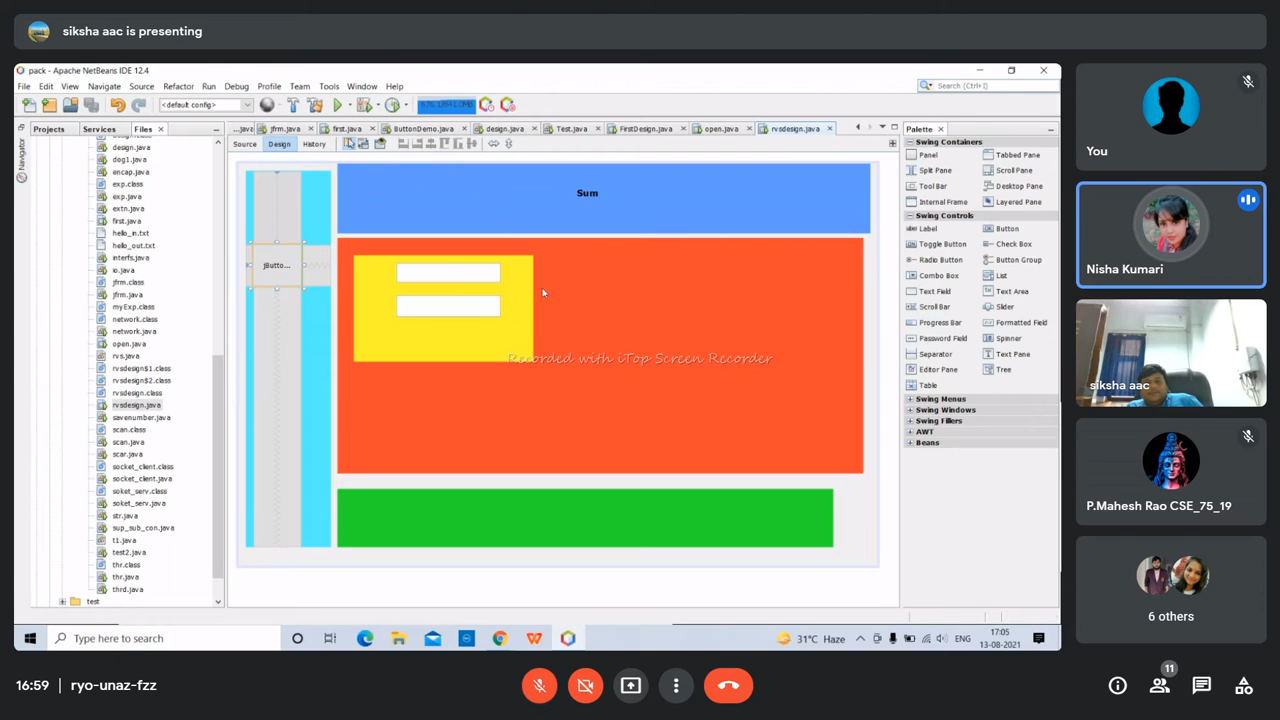 siksha aac is presenting
pack - Apache NetBeans IDE 12.4
File Edit View Navigate Source Refactor Run Debug Profile Team Tools Window Help
Search (Ctrl+I)
<default config>
Projects Services Files
...java jfrm.java first.java ButtonDemo.java design.java Test.java FirstDesign.java open.java rvsdesign.java
Source Design History
Navigator
design.java
dog1.java
encap.java
exp.class
exp.java
extn.java
first.java
hello_in.txt
hello_out.txt
interfs.java
io.java
jfrm.class
jfrm.java
myExp.class
network.class
network.java
open.java
rvs.java
rvsdesign$1.class
rvsdesign$2.class
rvsdesign.class
rvsdesign.java
savenumber.java
scan.class
scan.java
scar.java
socket_client.class
socket_client.java
soket_serv.class
soket_serv.java
str.java
sup_sub_con.java
t1.java
test2.java
thr.class
thr.java
thrd.java
test
Sum
jButto...
Recorded with iTop Screen Recorder
Palette
Swing Containers
Panel Tabbed Pane
Split Pane Scroll Pane
Tool Bar Desktop Pane
Internal Frame Layered Pane
Swing Controls
Label Button
Toggle Button Check Box
Radio Button Button Group
Combo Box List
Text Field Text Area
Scroll Bar Slider
Progress Bar Formatted Field
Password Field Spinner
Separator Text Pane
Editor Pane Tree
Table
Swing Menus
Swing Windows
Swing Fillers
AWT
Beans
Type here to search
31°C Haze
ENG
17:05
13-08-2021
You
Nisha Kumari
siksha aac
P.Mahesh Rao CSE_75_19
6 others
16:59 | ryo-unaz-fzz
11